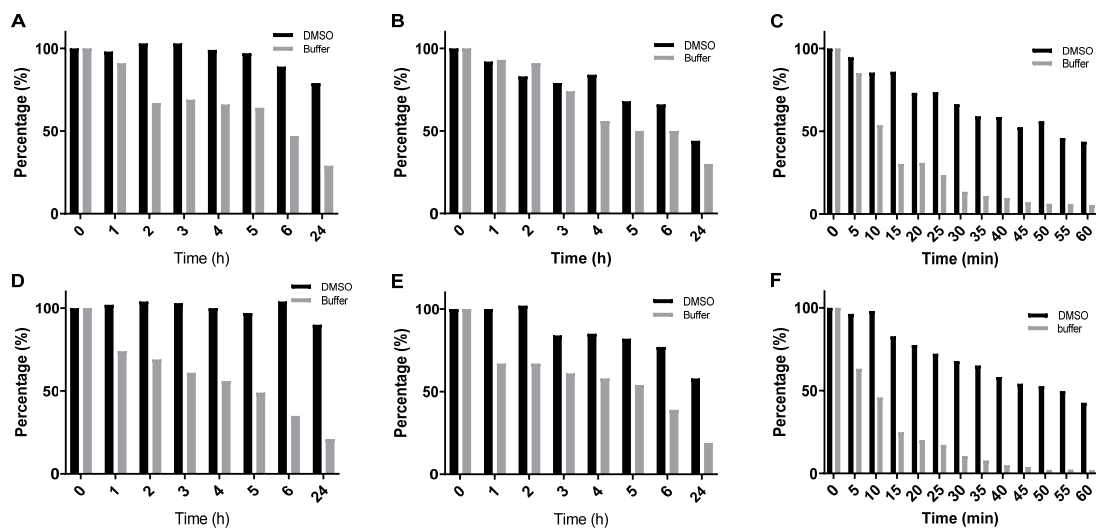 A
DMSO
Buffer
Percentage (%)
100
50
0
0 1 2 3 4 5 6 24
Time (h)
B
DMSO
Buffer
Percentage (%)
100
50
0
0 1 2 3 4 5 6 24
Time (h)
C
DMSO
Buffer
Percentage (%)
100
50
0
0 5 10 15 20 25 30 35 40 45 50 55 60
Time (min)
D
DMSO
Buffer
Percentage (%)
100
50
0
0 1 2 3 4 5 6 24
Time (h)
E
DMSO
Buffer
Percentage (%)
100
50
0
0 1 2 3 4 5 6 24
Time (h)
F
DMSO
buffer
Percentage (%)
100
50
0
0 5 10 15 20 25 30 35 40 45 50 55 60
Time (min)